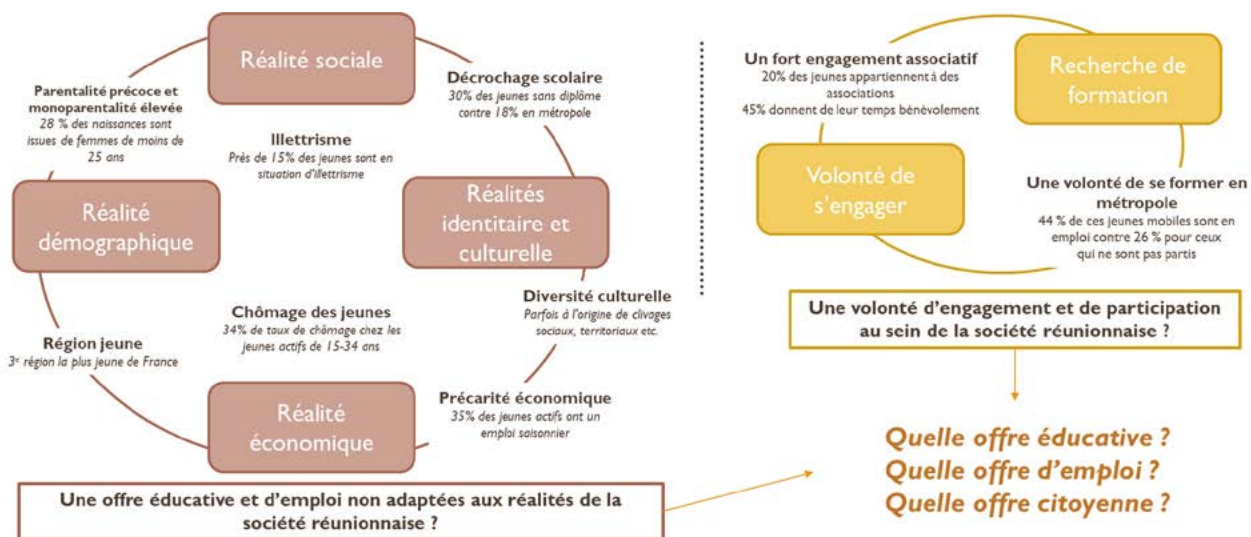 Réalité sociale
Parentalité précoce et
monoparentalité élevée
28 % des naissances sont
issues de femmes de moins de
25 ans
Décrochage scolaire
30% des jeunes sans diplôme
contre 18% en métropole
Illettrisme
Près de 15% des jeunes sont en
situation d'illettrisme
Réalité
démographique
Réalités
identitaire et
culturelle
Chômage des jeunes
34% de taux de chômage chez les
jeunes actifs de 15-34 ans
Diversité culturelle
Parfois à l'origine de clivages
sociaux, territoriaux etc.
Région jeune
3e région la plus jeune de France
Réalité
économique
Précarité économique
35% des jeunes actifs ont un
emploi saisonnier
Une offre éducative et d'emploi non adaptées aux réalités de la
société réunionnaise ?
Un fort engagement associatif
20% des jeunes appartiennent à des
associations
45% donnent de leur temps bénévolement
Recherche de
formation
Volonté de
s'engager
Une volonté de se former en
métropole
44 % de ces jeunes mobiles sont en
emploi contre 26 % pour ceux
qui ne sont pas partis
Une volonté d'engagement et de participation
au sein de la société réunionnaise ?
Quelle offre éducative ?
Quelle offre d'emploi ?
Quelle offre citoyenne ?